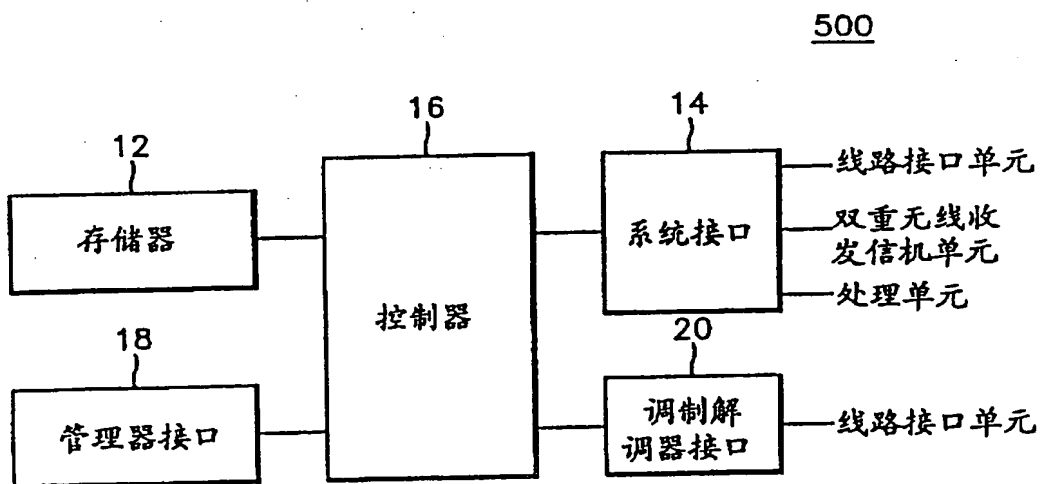 500
16
14
12
存储器
控制器
系统接口
线路接口单元
双重无线收
发信机单元
处理单元
18
管理器接口
20
调制解
调器接口
线路接口单元